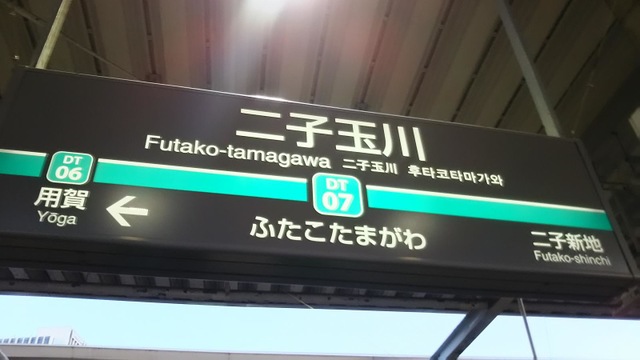 二子玉川
Futako-tamagawa 二子玉川 후타코타마가와
DT
06
DT
07
用賀
Yōga
ふたこたまがわ
二子新地
Futako-shinchi